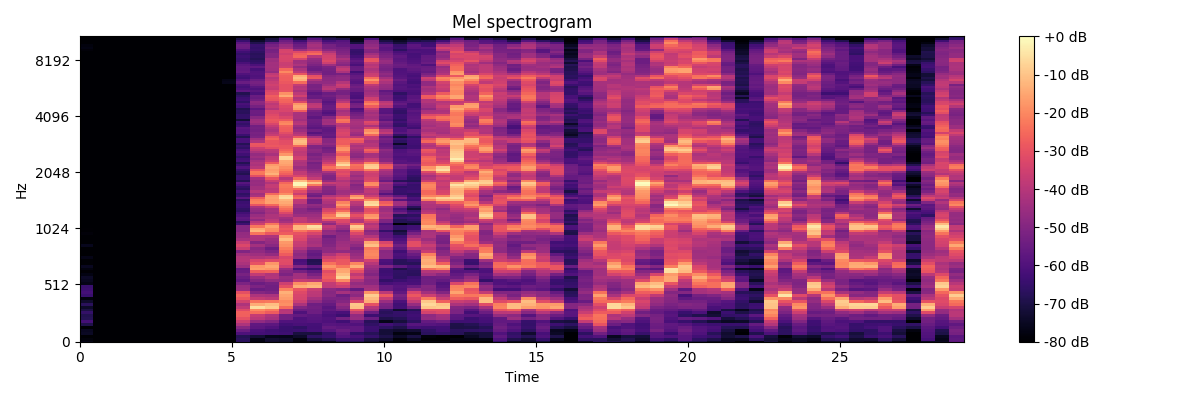 Mel spectrogram
Hz
8192
4096
2048
1024
512
0
0 5 10 15 20 25
Time
+0 dB
-10 dB
-20 dB
-30 dB
-40 dB
-50 dB
-60 dB
-70 dB
-80 dB